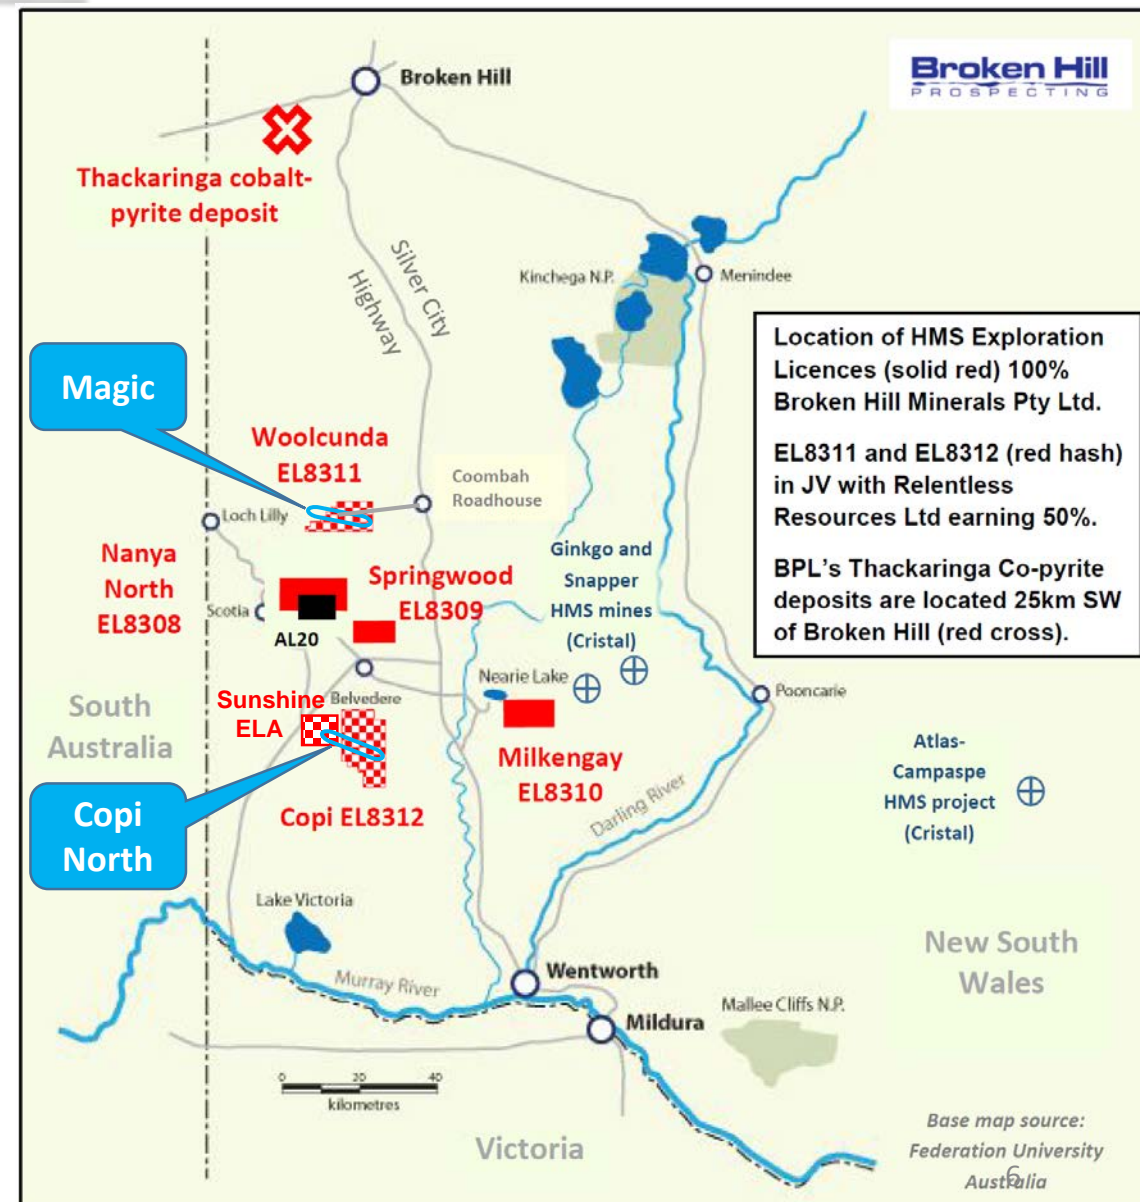 Broken Hill
PROSPECTING
Broken Hill
Thackaringa cobalt-
pyrite deposit
Silver City
Highway
Kinchega N.P.
Menindee
Location of HMS Exploration
Licences (solid red) 100%
Broken Hill Minerals Pty Ltd.
EL8311 and EL8312 (red hash)
in JV with Relentless
Resources Ltd earning 50%.
BPL's Thackaringa Co-pyrite
deposits are located 25km SW
of Broken Hill (red cross).
Magic
Woolcunda
EL8311
Coombah
Roadhouse
Loch Lilly
Nanya
North
EL8308
Scotia
AL20
Springwood
EL8309
Ginkgo and
Snapper
HMS mines
(Cristal)
Nearie Lake
Pooncarie
South
Australia
Sunshine
ELA
Belvedere
Milkengay
EL8310
Atlas-
Campaspe
HMS project
(Cristal)
Copi
North
Copi EL8312
Darling River
Lake Victoria
Murray River
Wentworth
Mildura
New South
Wales
Mallee Cliffs N.P.
0 20 40
kilometres
Victoria
Base map source:
Federation University
Australia
6